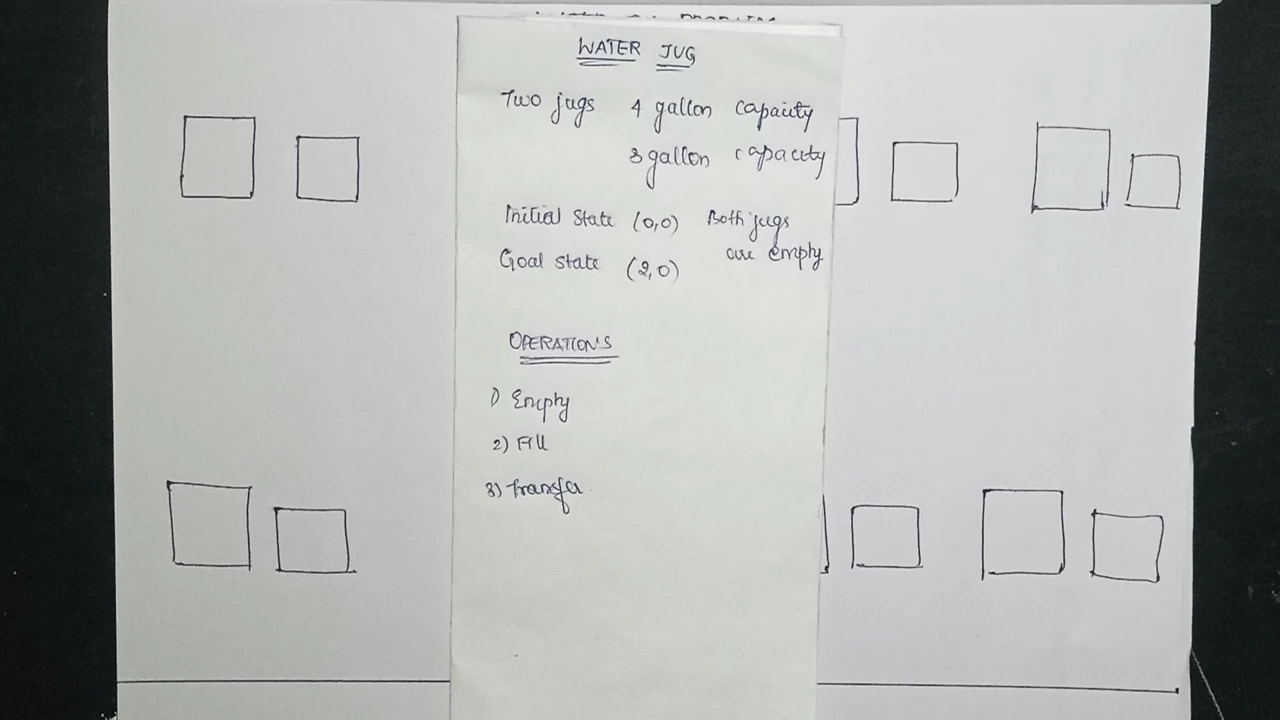 WATER JUG
Two jugs 4 gallon capacity
3 gallon capacity
Initial State (0,0) Both jugs
are empty
Goal state (2,0)
OPERATION'S
1) Empty
2) Fill
3) Transfer